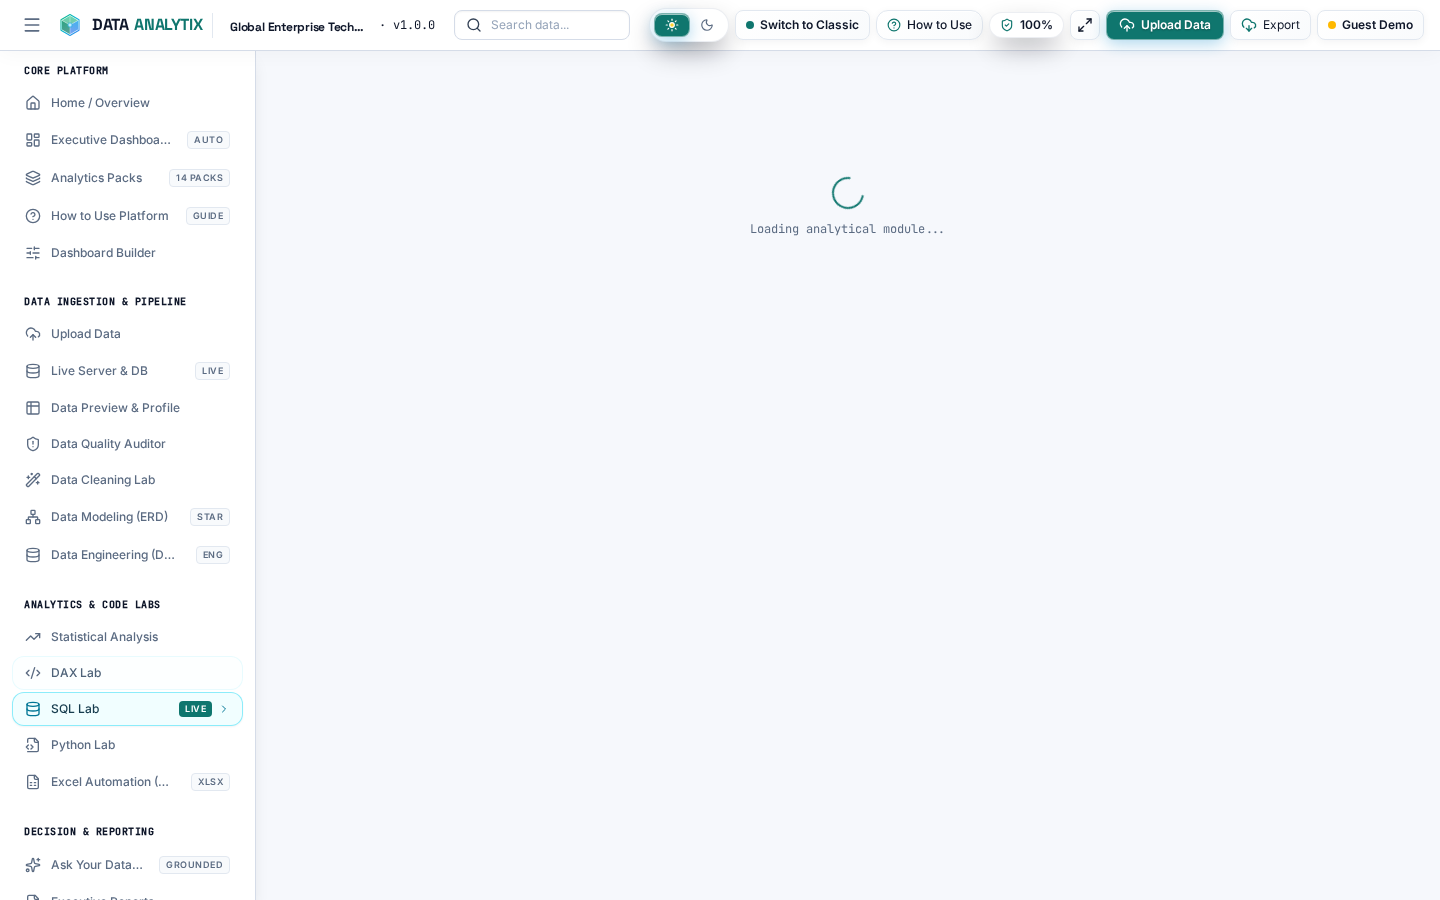 DATA ANALYTIX
Global Enterprise Tech...
· v1.0.0
Search data...
Switch to Classic
How to Use
100%
Upload Data
Export
Guest Demo
CORE PLATFORM
Home / Overview
Executive Dashboa... AUTO
Analytics Packs 14 PACKS
How to Use Platform GUIDE
Dashboard Builder
DATA INGESTION & PIPELINE
Upload Data
Live Server & DB LIVE
Data Preview & Profile
Data Quality Auditor
Data Cleaning Lab
Data Modeling (ERD) STAR
Data Engineering (D... ENG
ANALYTICS & CODE LABS
Statistical Analysis
DAX Lab
SQL Lab LIVE
Python Lab
Excel Automation (... XLSX
DECISION & REPORTING
Ask Your Data... GROUNDED
Executive Reports
Loading analytical module...